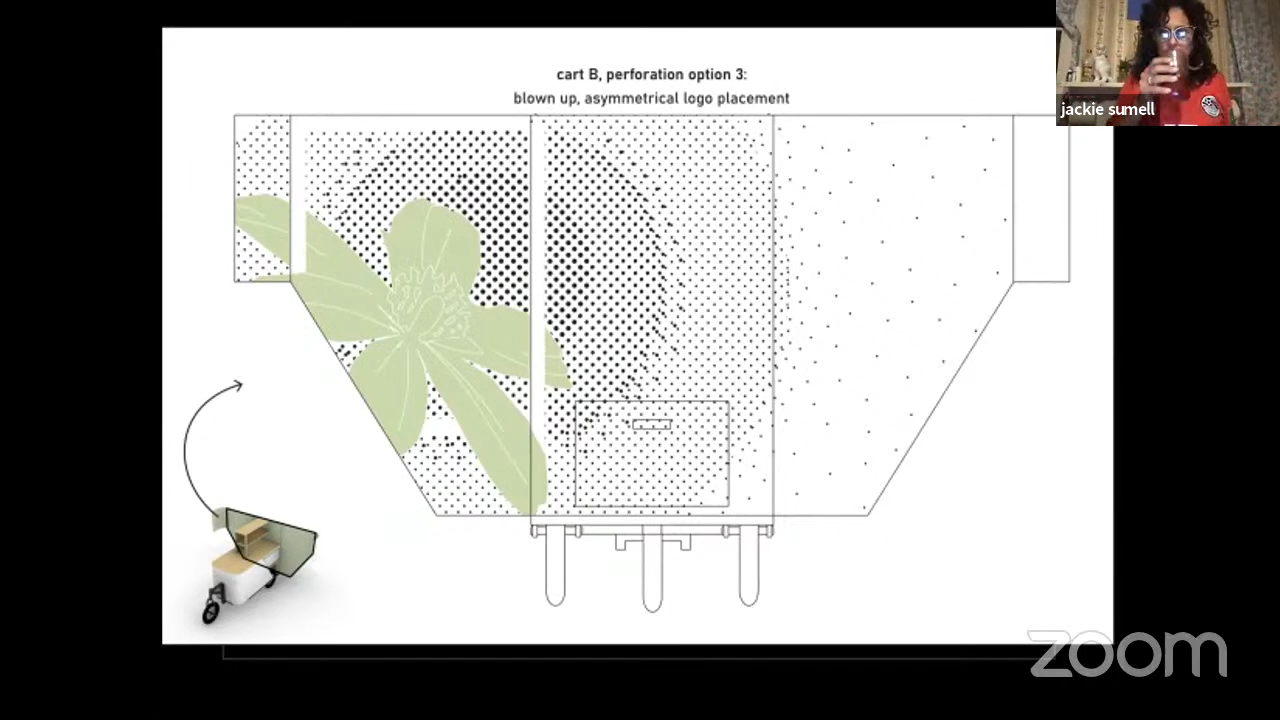 cart B, perforation option 3:
blown up, asymmetrical logo placement
jackie sumell
zoom